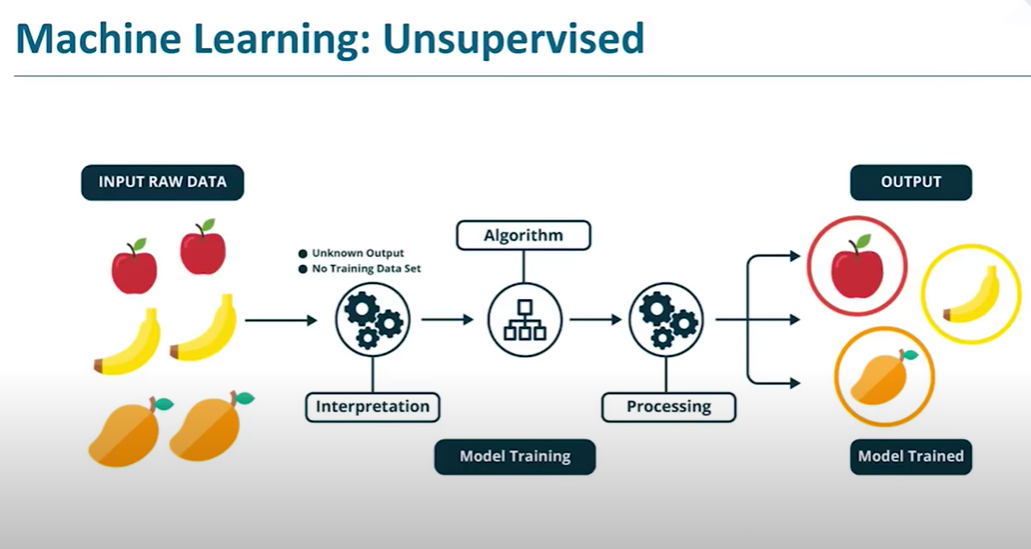 Machine Learning: Unsupervised
INPUT RAW DATA
OUTPUT
Algorithm
Unknown Output
No Training Data Set
Interpretation
Processing
Model Training
Model Trained